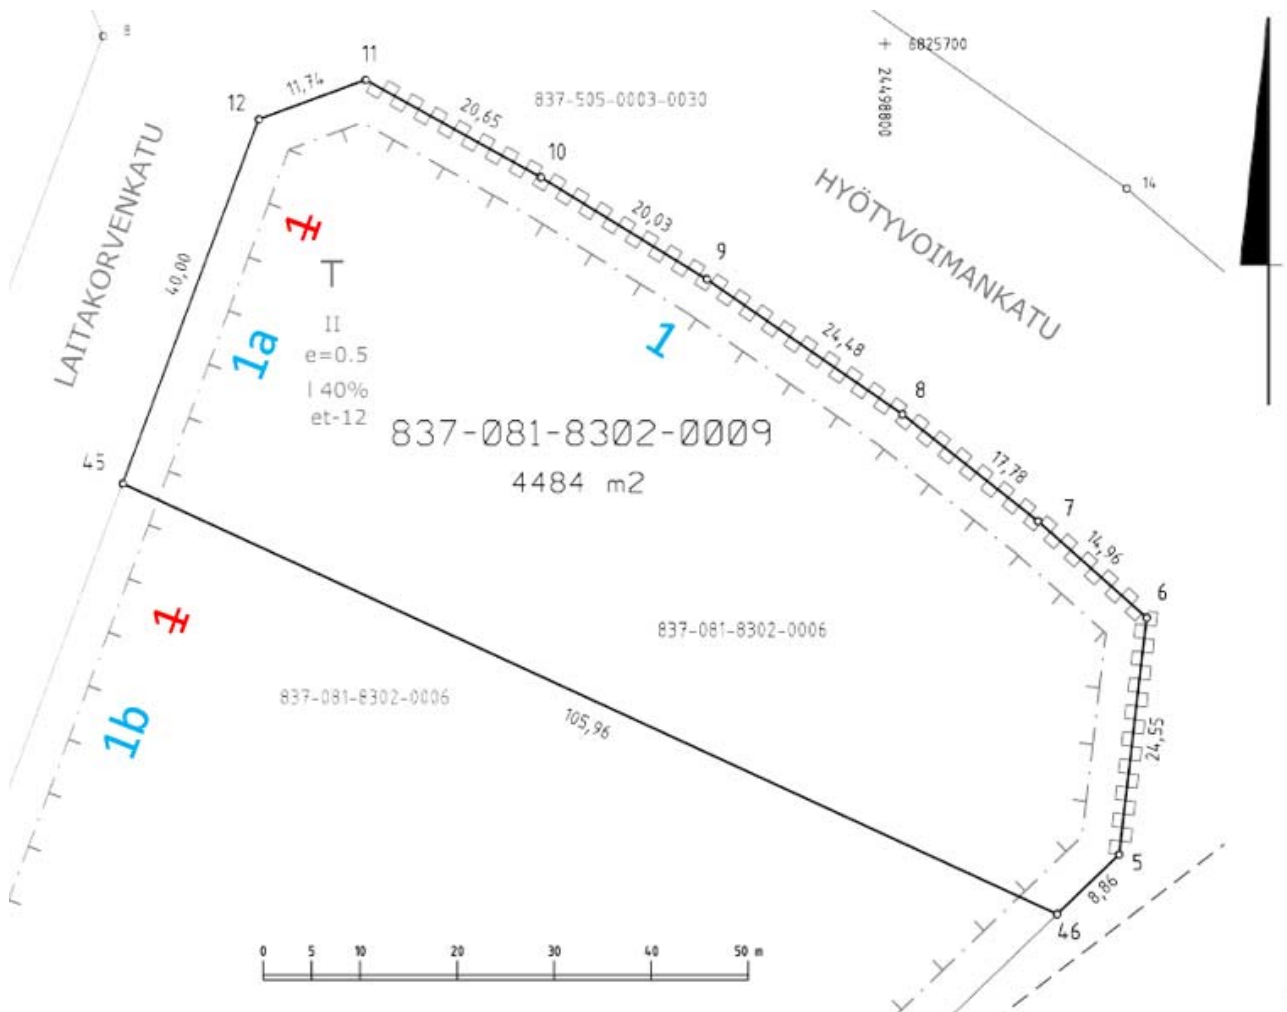 8
11
11,74
12
20,65
837-505-0003-0030
6825700
24498800
10
14
HYÖTYVOIMANKATU
LAITAKORVENKATU
40,00
1
T
II
e=0.5
I 40%
et-12
1a
20,03
9
1
24,48
8
837-081-8302-0009
4484 m2
45
17,78
7
14,96
6
1
837-081-8302-0006
837-081-8302-0006
1b
105,96
24,55
5
8,86
46
0 5 10 20 30 40 50 m